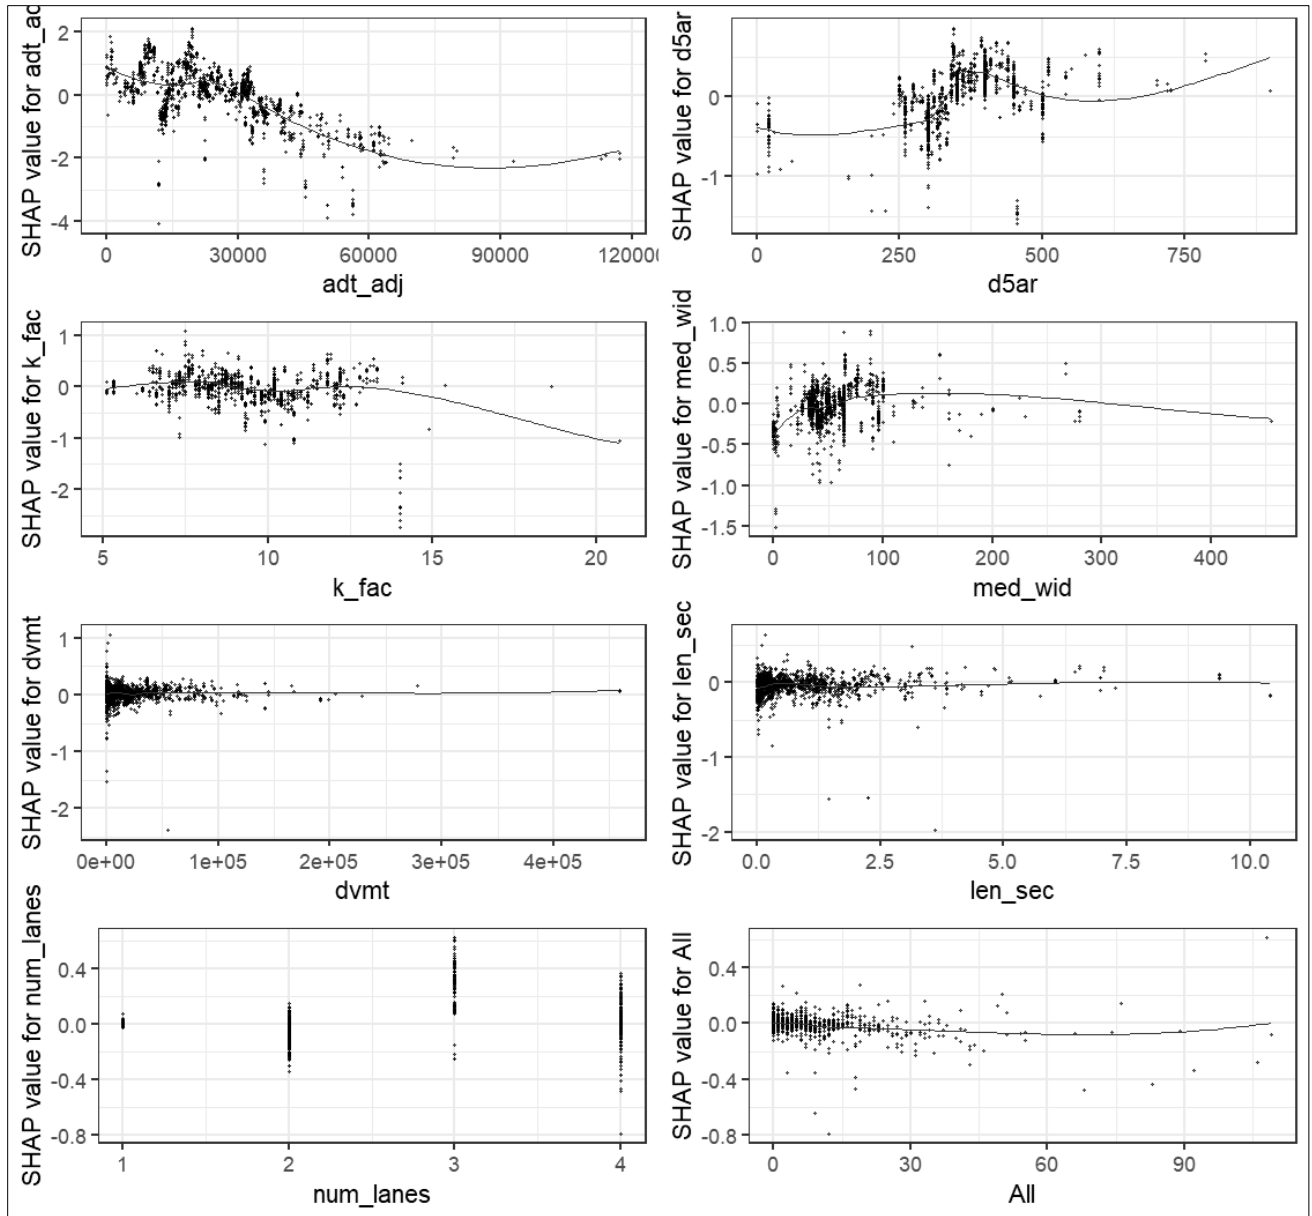 SHAP value for adt_ad
2
0
-2
-4
0 30000 60000 90000 12000
adt_adj
SHAP value for d5ar
0
-1
0 250 500 750
d5ar
SHAP value for k_fac
1
0
-1
-2
5 10 15 20
k_fac
SHAP value for med_wid
1.0
0.5
0.0
-0.5
-1.0
-1.5
0 100 200 300 400
med_wid
SHAP value for dvmt
1
0
-1
-2
0e+00 1e+05 2e+05 3e+05 4e+05
dvmt
SHAP value for len_sec
0
-1
-2
0.0 2.5 5.0 7.5 10.0
len_sec
SHAP value for num_lanes
0.4
0.0
-0.4
-0.8
1 2 3 4
num_lanes
SHAP value for All
0.4
0.0
-0.4
-0.8
0 30 60 90
All